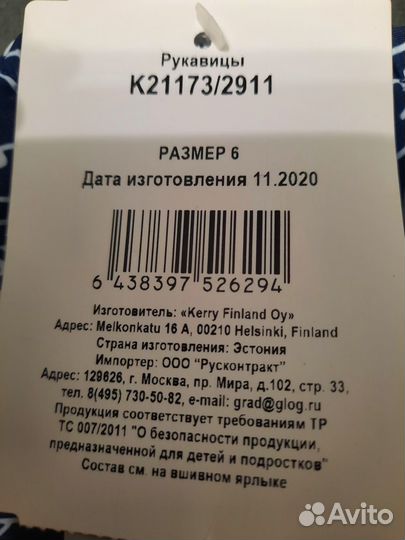 Рукавицы
K21173/2911
РАЗМЕР 6
Дата изготовления 11.2020
6 438397 526294
Изготовитель: «Kerry Finland Oy»
Адрес: Melkonkatu 16 A, 00210 Helsinki, Finland
Страна изготовления: Эстония
Импортер: ООО "Русконтракт"
Адрес: 129626, г. Москва, пр. Мира, д.102, стр. 33,
тел. 8(495) 730-50-82, e-mail: grad@glog.ru
Продукция соответствует требованиям ТР
ТС 007/2011 "О безопасности продукции,
предназначенной для детей и подростков"
Состав см. на вшивном ярлыке
Avito